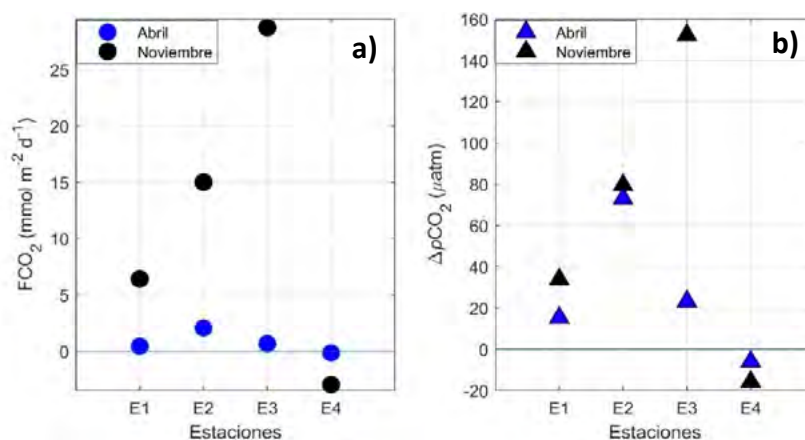 Abril
Noviembre
a)
25
20
15
10
5
0
FCO₂ (mmol m⁻² d⁻¹)
E1 E2 E3 E4
Estaciones
Abril
Noviembre
b)
160
140
120
100
80
60
40
20
0
-20
ΔpCO₂ (μatm)
E1 E2 E3 E4
Estaciones